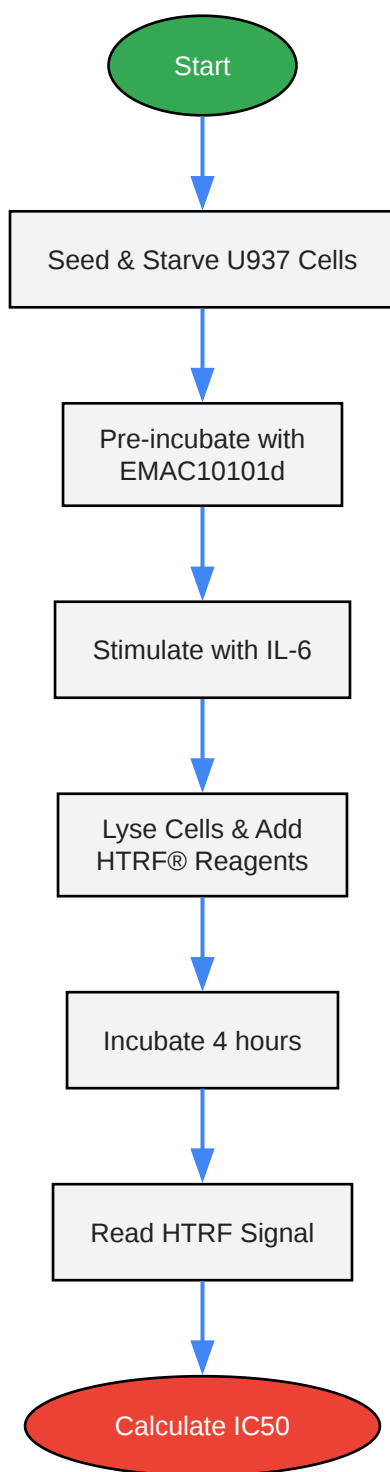 Start
Seed & Starve U937 Cells
Pre-incubate with
EMAC10101d
Stimulate with IL-6
Lyse Cells & Add
HTRF® Reagents
Incubate 4 hours
Read HTRF Signal
Calculate IC50